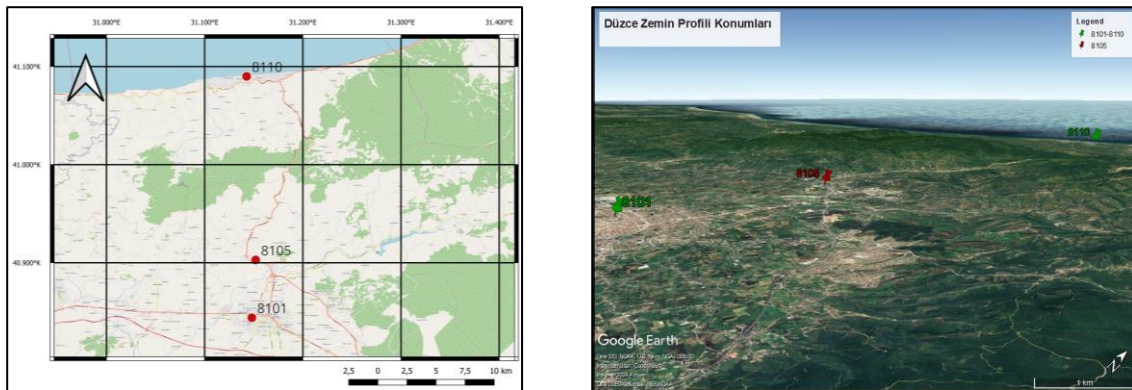 31.000°E 31.100°E 31.200°E 31.300°E 31.400°E
41.100°K
41.000°K
40.900°K
8110
8105
8101
2,5 0 2,5 5 7,5 10 km
Düzce Zemin Profili Konumları
Legend
8101-8110
8105
8110
8105
8101
Google Earth
1 km
N